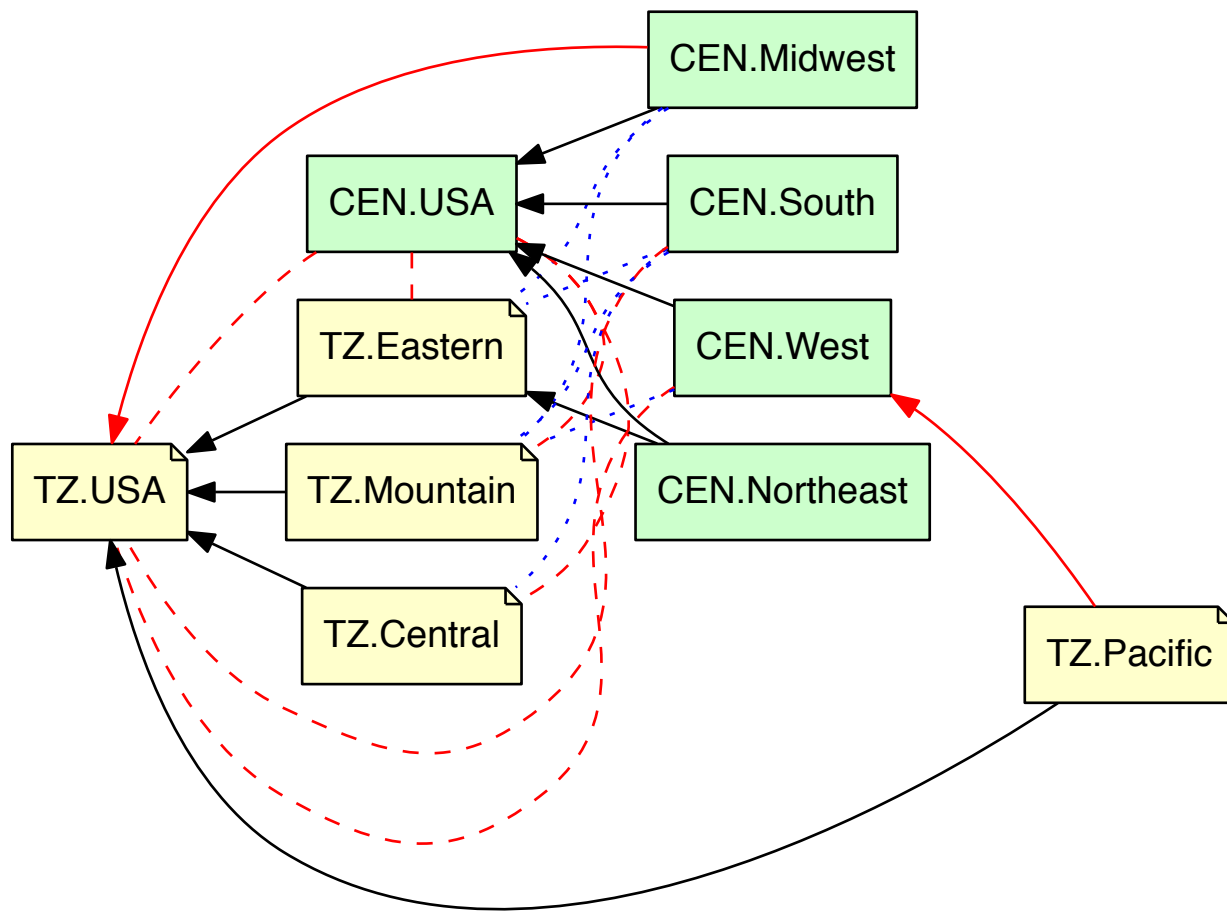 CEN.Midwest
CEN.USA
CEN.South
TZ.Eastern
CEN.West
TZ.USA
TZ.Mountain
CEN.Northeast
TZ.Central
TZ.Pacific